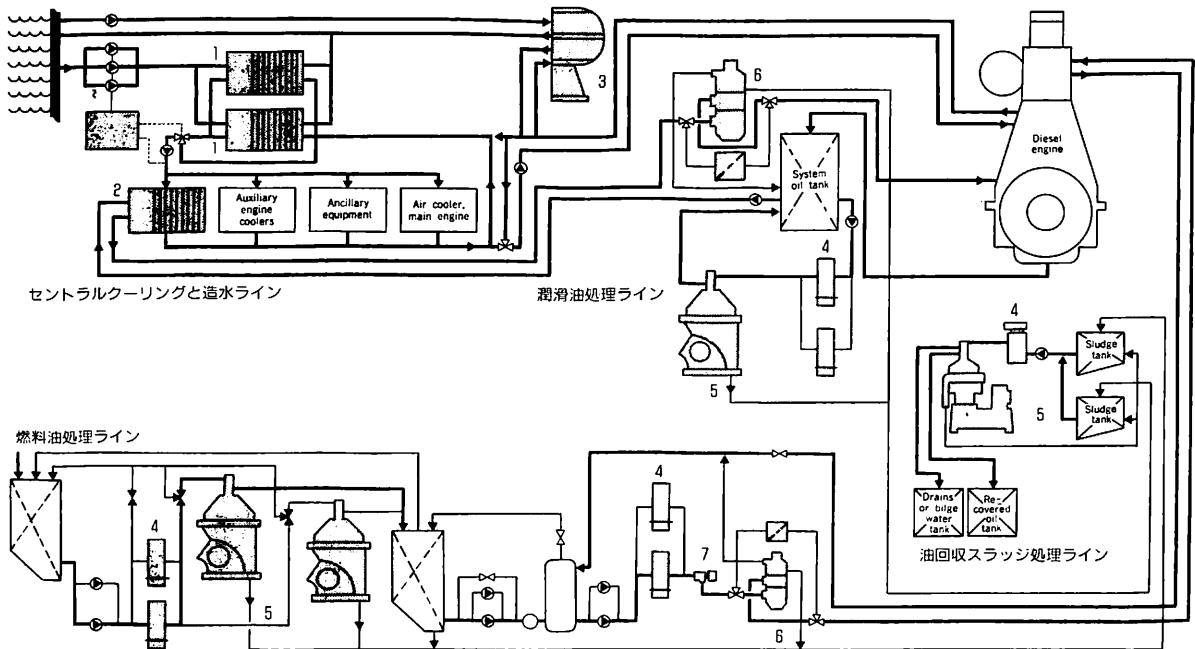 1
1
2
3
Auxiliary
engine
coolers
Ancillary
equipment
Air cooler,
main engine
セントラルクーリングと造水ライン
6
System
oil tank
4
5
潤滑油処理ライン
Diesel
engine
4
Sludge
tank
Sludge
tank
5
Drains
or bilge
water
tank
Re-
covered
oil
tank
油回収スラッジ処理ライン
燃料油処理ライン
4
5
4
7
6